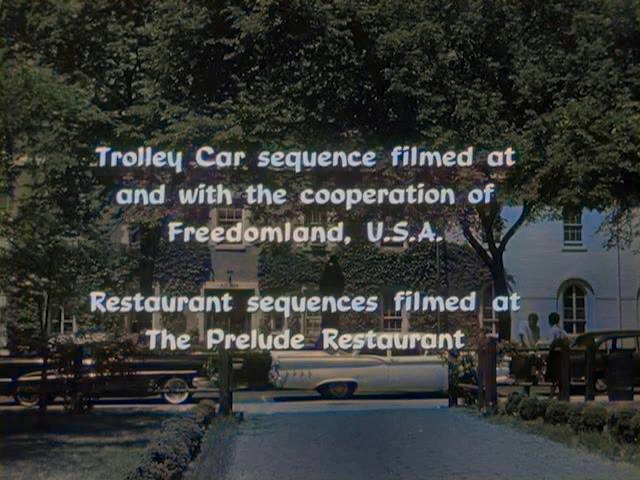 Trolley Car sequence filmed at
and with the cooperation of
Freedomland, U.S.A.
Restaurant sequences filmed at
The Prelude Restaurant